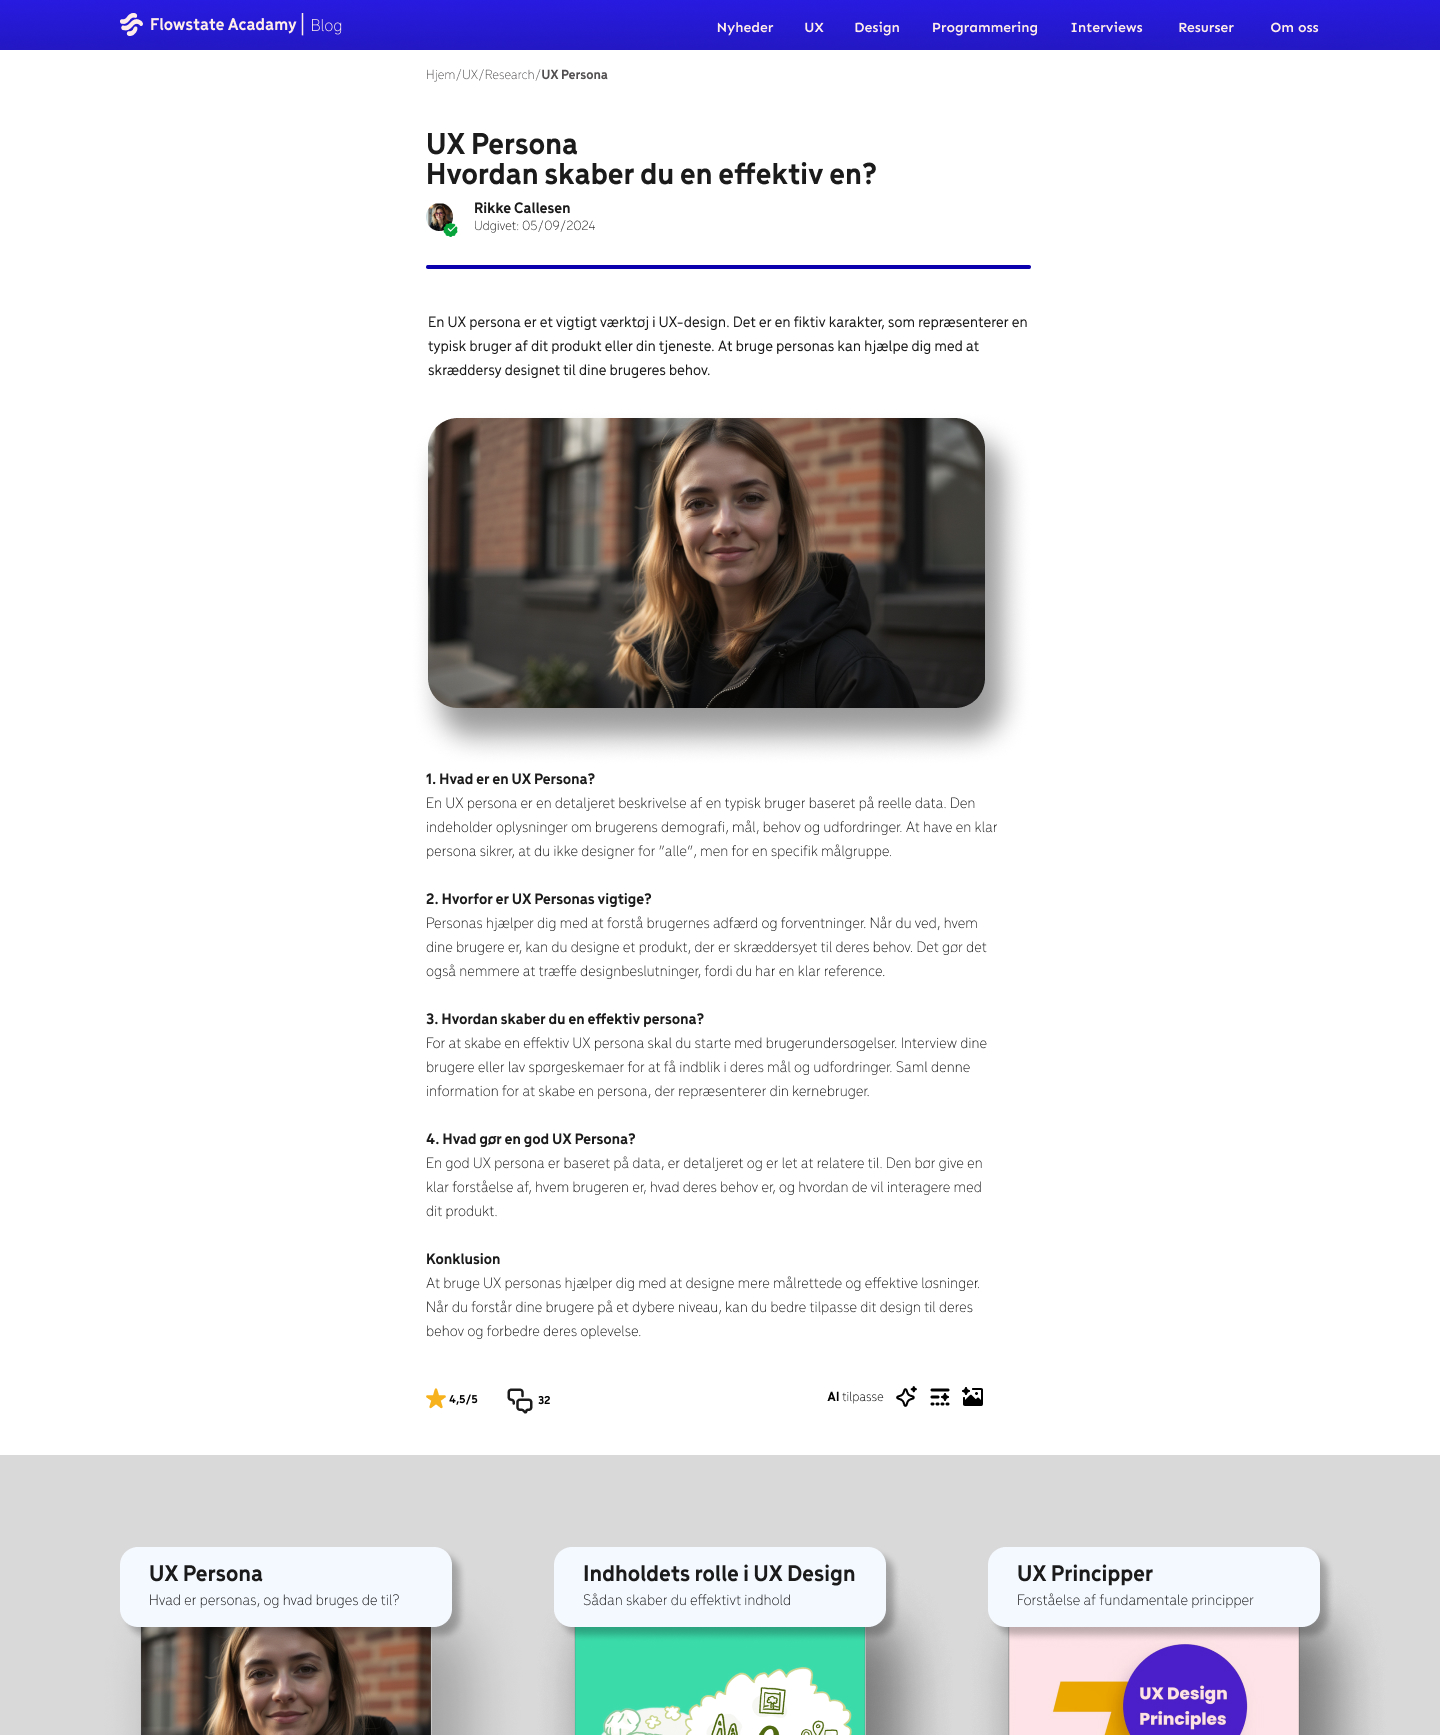 Flowstate Acadamy | Blog
Nyheder UX Design Programmering Interviews Resurser Om oss
Hjem/UX/Research/UX Persona
UX Persona
Hvordan skaber du en effektiv en?
Rikke Callesen
Udgivet: 05/09/2024
En UX persona er et vigtigt værktøj i UX-design. Det er en fiktiv karakter, som repræsenterer en
typisk bruger af dit produkt eller din tjeneste. At bruge personas kan hjælpe dig med at
skræddersy designet til dine brugeres behov.
1. Hvad er en UX Persona?
En UX persona er en detaljeret beskrivelse af en typisk bruger baseret på reelle data. Den
indeholder oplysninger om brugerens demografi, mål, behov og udfordringer. At have en klar
persona sikrer, at du ikke designer for "alle", men for en specifik målgruppe.
2. Hvorfor er UX Personas vigtige?
Personas hjælper dig med at forstå brugernes adfærd og forventninger. Når du ved, hvem
dine brugere er, kan du designe et produkt, der er skræddersyet til deres behov. Det gør det
også nemmere at træffe designbeslutninger, fordi du har en klar reference.
3. Hvordan skaber du en effektiv persona?
For at skabe en effektiv UX persona skal du starte med brugerundersøgelser. Interview dine
brugere eller lav spørgeskemaer for at få indblik i deres mål og udfordringer. Saml denne
information for at skabe en persona, der repræsenterer din kernebruger.
4. Hvad gør en god UX Persona?
En god UX persona er baseret på data, er detaljeret og er let at relatere til. Den bør give en
klar forståelse af, hvem brugeren er, hvad deres behov er, og hvordan de vil interagere med
dit produkt.
Konklusion
At bruge UX personas hjælper dig med at designe mere målrettede og effektive løsninger.
Når du forstår dine brugere på et dybere niveau, kan du bedre tilpasse dit design til deres
behov og forbedre deres oplevelse.
4,5/5 32 AI tilpasse
UX Persona
Hvad er personas, og hvad bruges de til?
Indholdets rolle i UX Design
Sådan skaber du effektivt indhold
UX Principper
Forståelse af fundamentale principper
7
UX Design
Principles